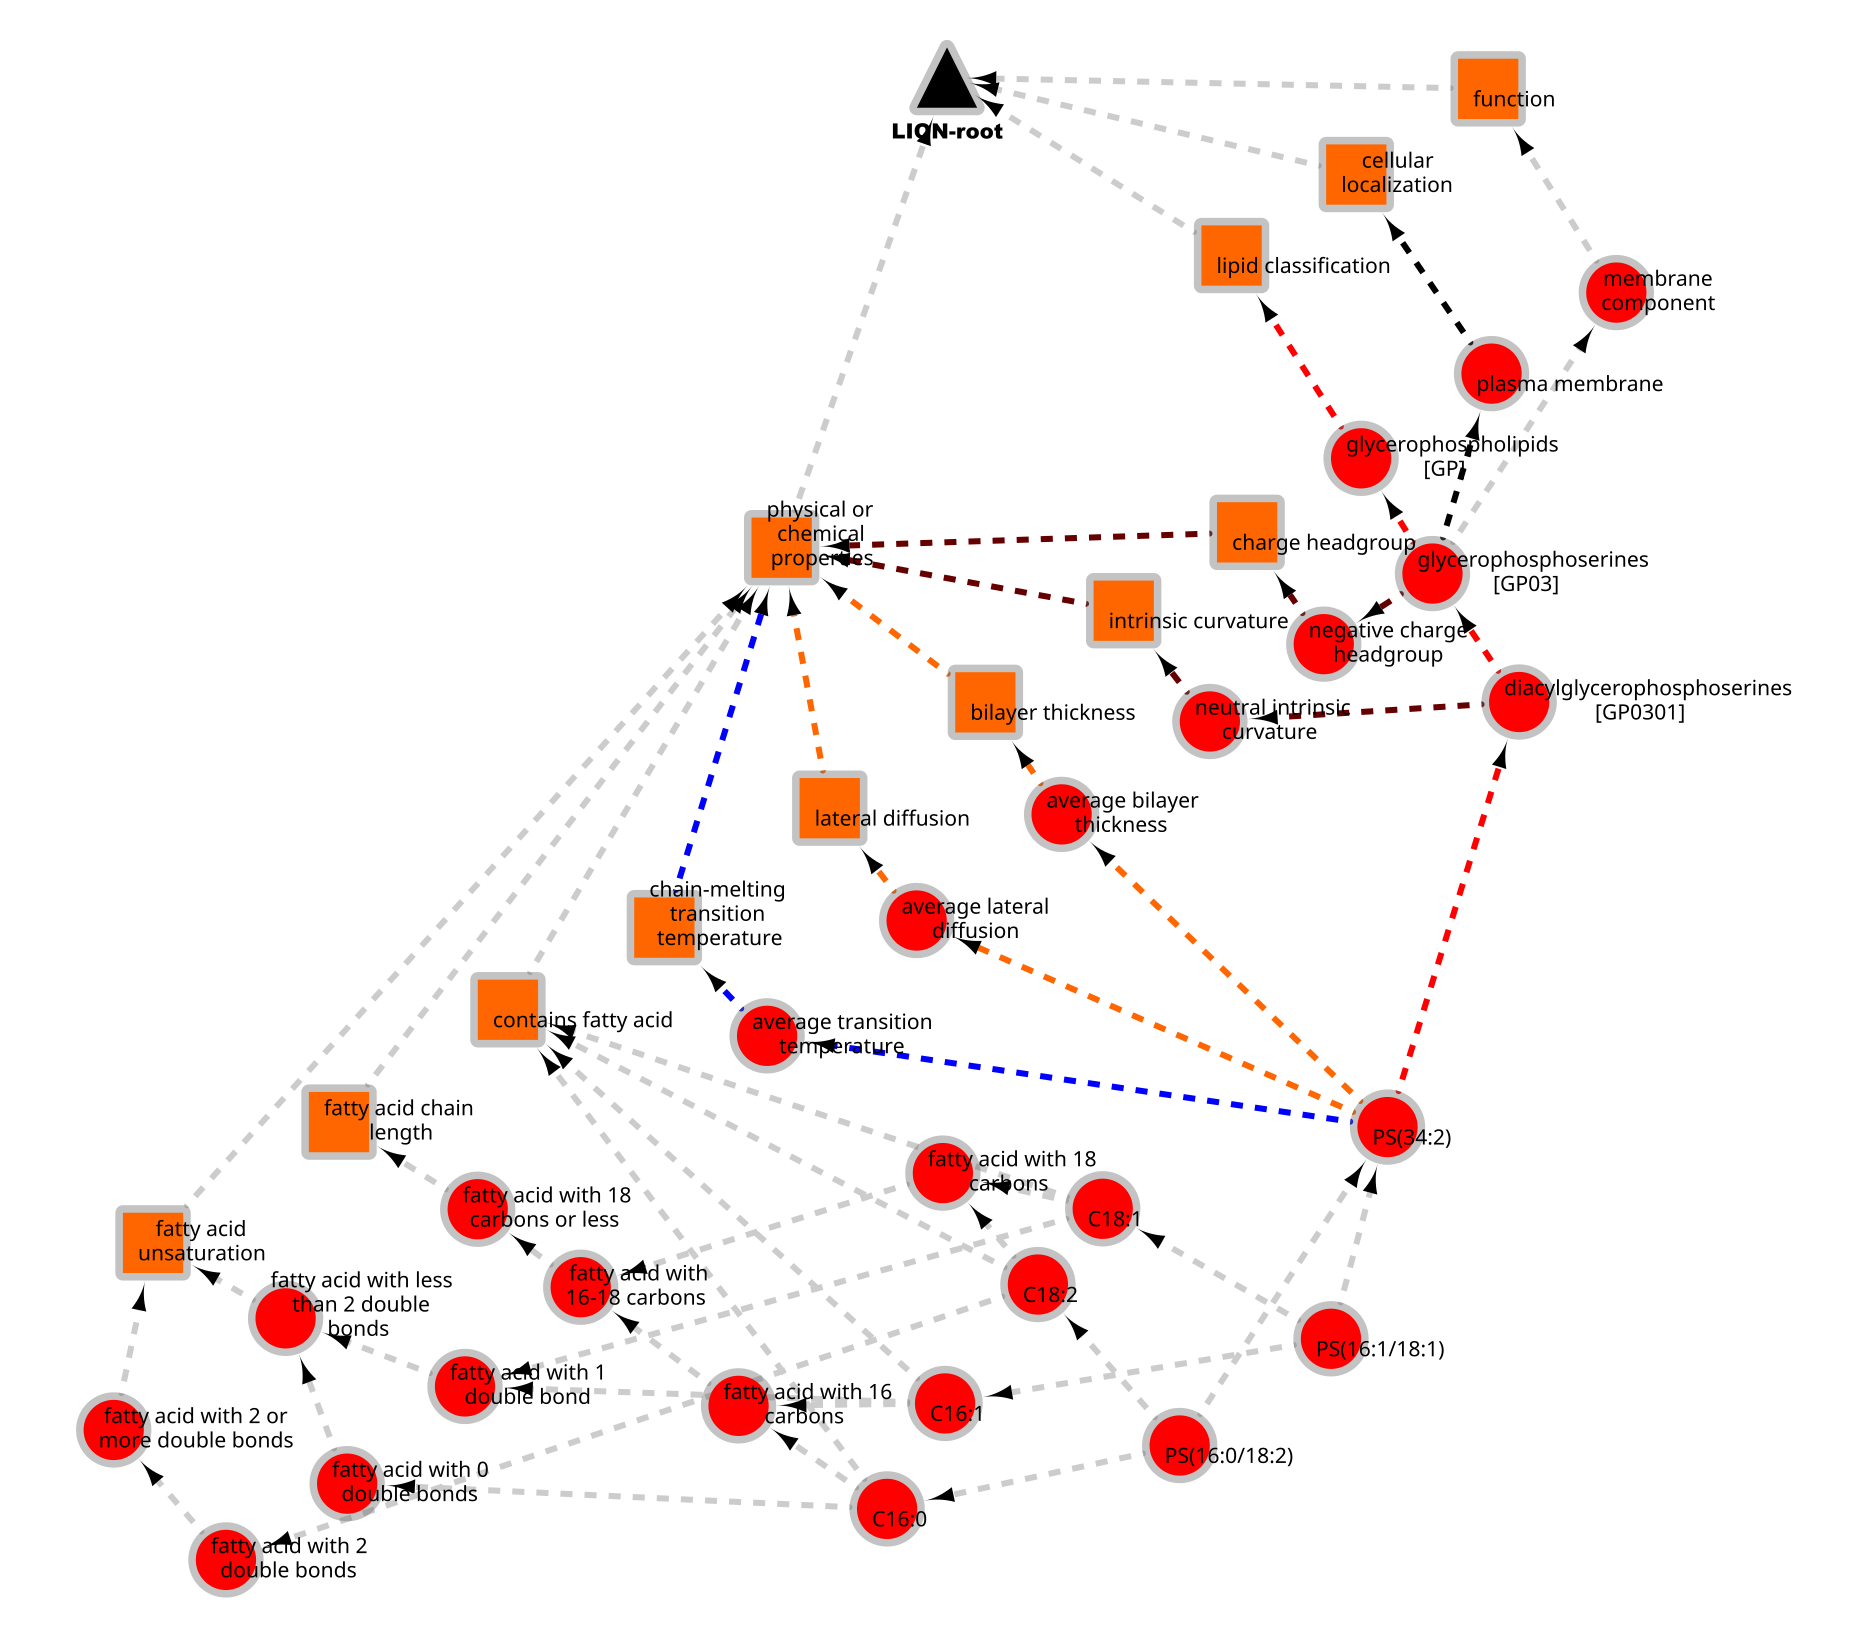 function
LION-root
cellular
localization
lipid classification
membrane
component
plasma membrane
glycerophospholipids
[GP]
physical or
chemical
properties
charge headgroup
glycerophosphoserines
[GP03]
intrinsic curvature
negative charge
headgroup
diacylglycerophosphoserines
[GP0301]
neutral intrinsic
curvature
bilayer thickness
average bilayer
thickness
lateral diffusion
chain-melting
transition
temperature
average lateral
diffusion
contains fatty acid
average transition
temperature
fatty acid chain
length
PS(34:2)
fatty acid with 18
carbons
fatty acid with 18
carbons or less
C18:1
fatty acid
unsaturation
fatty acid with
16-18 carbons
C18:2
fatty acid with less
than 2 double
bonds
PS(16:1/18:1)
fatty acid with 1
double bond
fatty acid with 16
carbons
C16:1
fatty acid with 2 or
more double bonds
PS(16:0/18:2)
fatty acid with 0
double bonds
C16:0
fatty acid with 2
double bonds